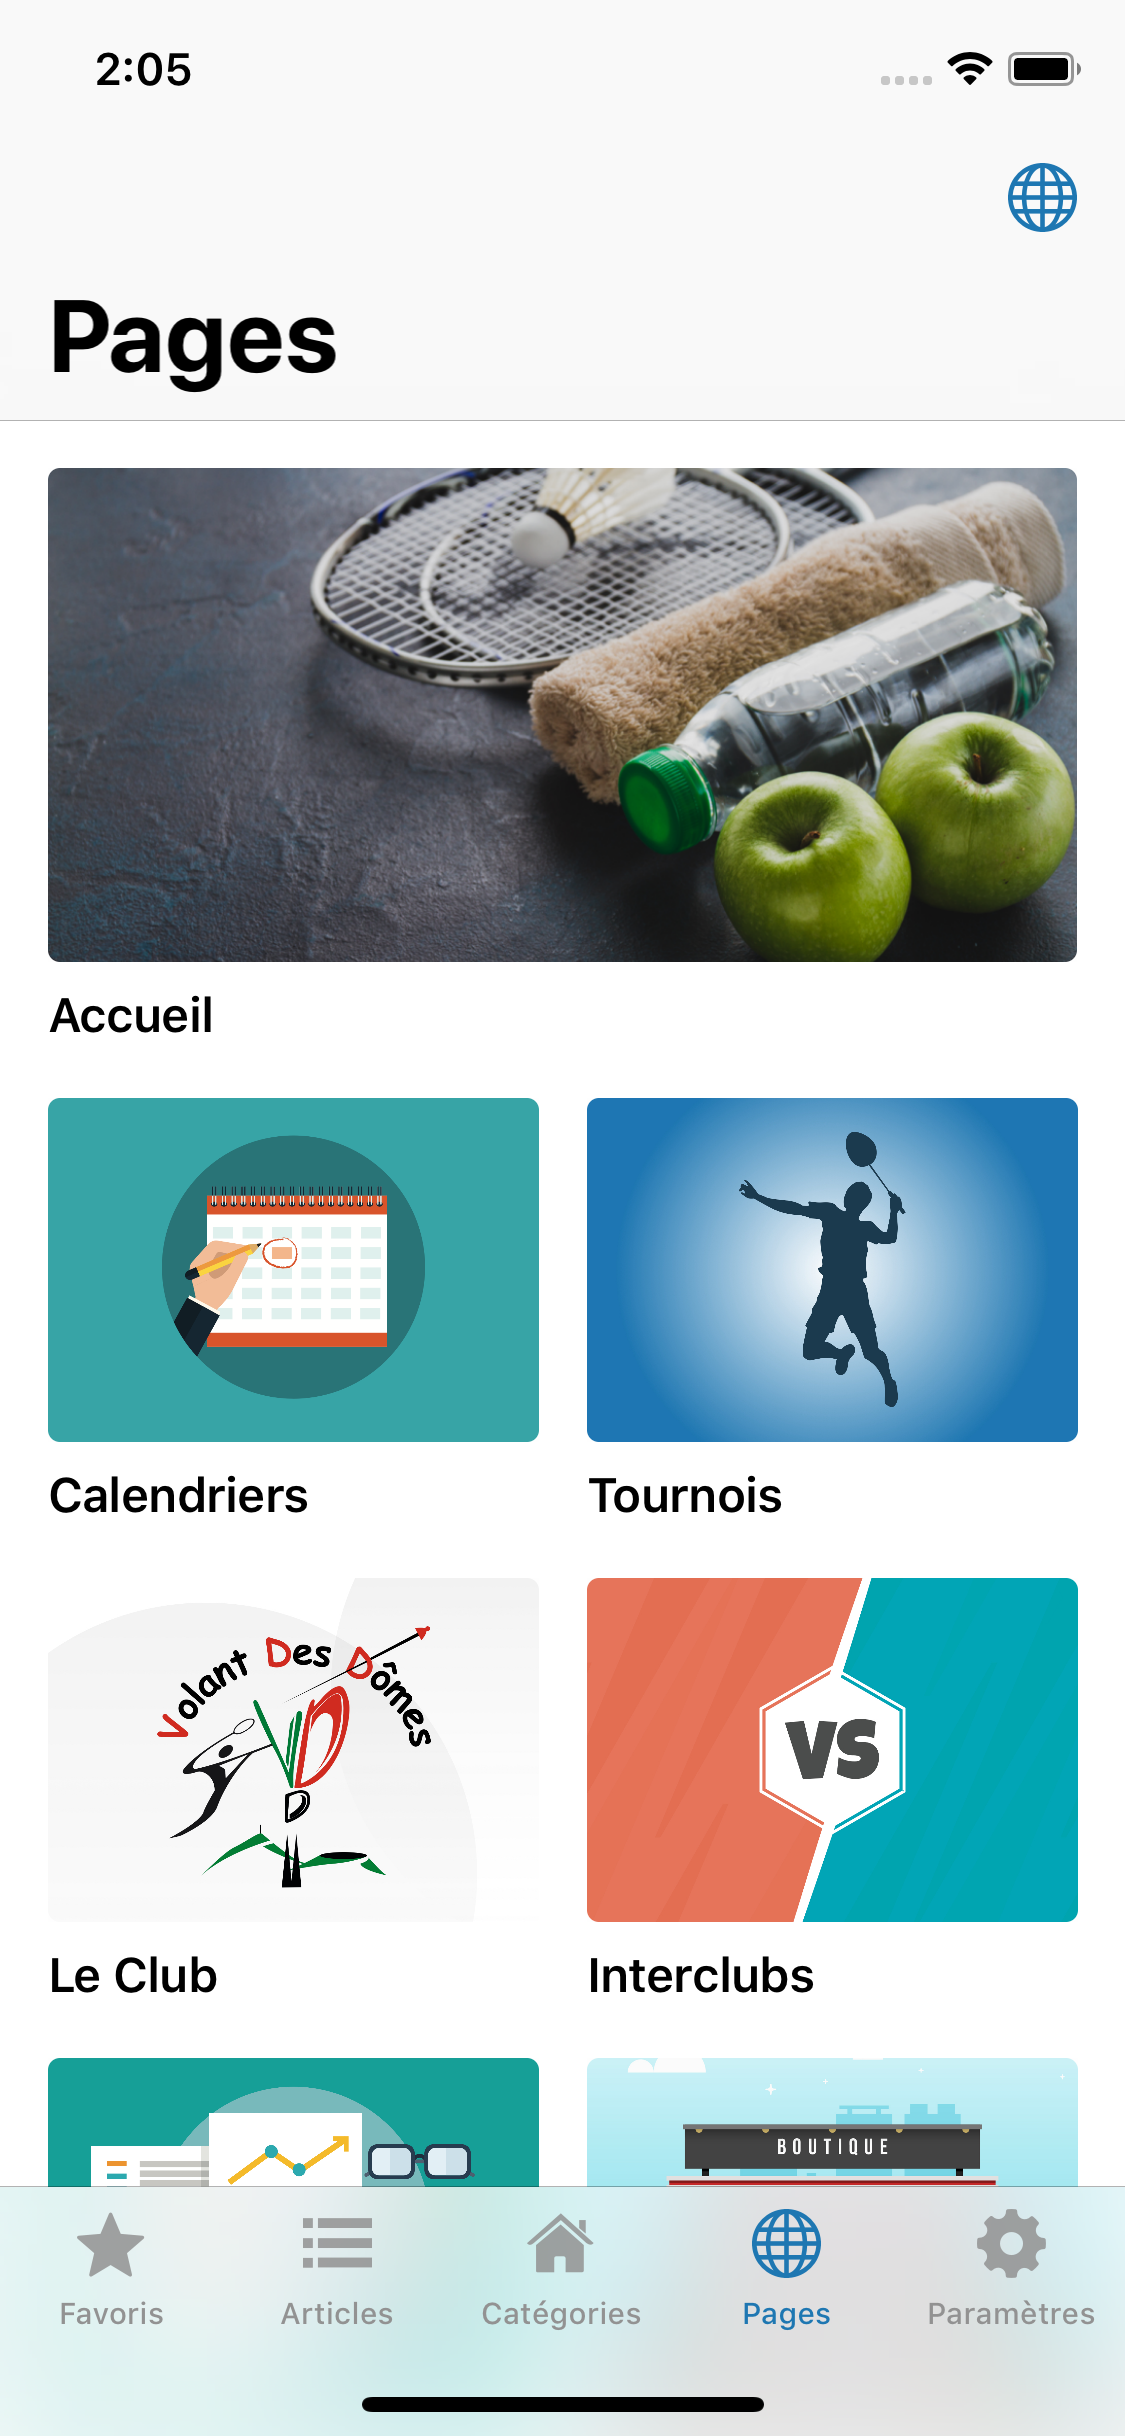 2:05
Pages
Accueil
Calendriers
Tournois
Volant Des Dômes
VDD
Le Club
VS
Interclubs
BOUTIQUE
Favoris
Articles
Catégories
Pages
Paramètres